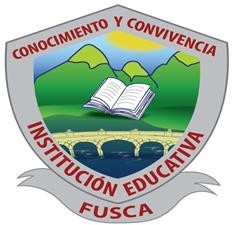 CONOCIMIENTO Y CONVIVENCIA
INSTITUCIÓN EDUCATIVA
FUSCA